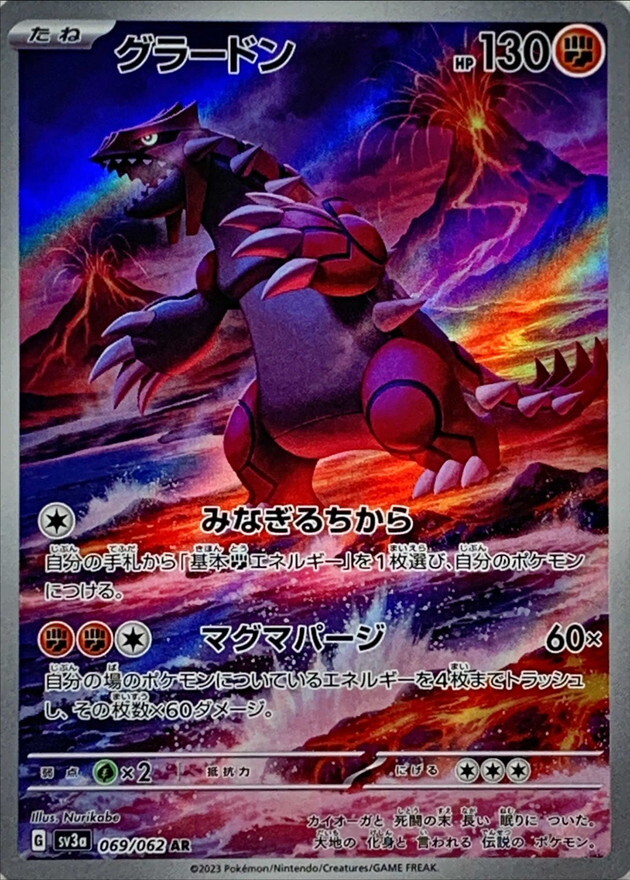 たね
グラードン
HP 130
みなぎるちから
自分の手札から「基本エネルギー」を1枚選び、自分のポケモン
につける。
マグマパージ 60×
自分の場のポケモンについているエネルギーを4枚までトラッシュ
し、その枚数×60ダメージ。
弱点 ×2 抵抗力 にげる
Illus. Nurikabe
カイオーガと 死闘の末 長い 眠りに ついた。
G sv3a 069/062 AR
大地の 化身と 言われる 伝説の ポケモン。
©2023 Pokémon/Nintendo/Creatures/GAME FREAK.